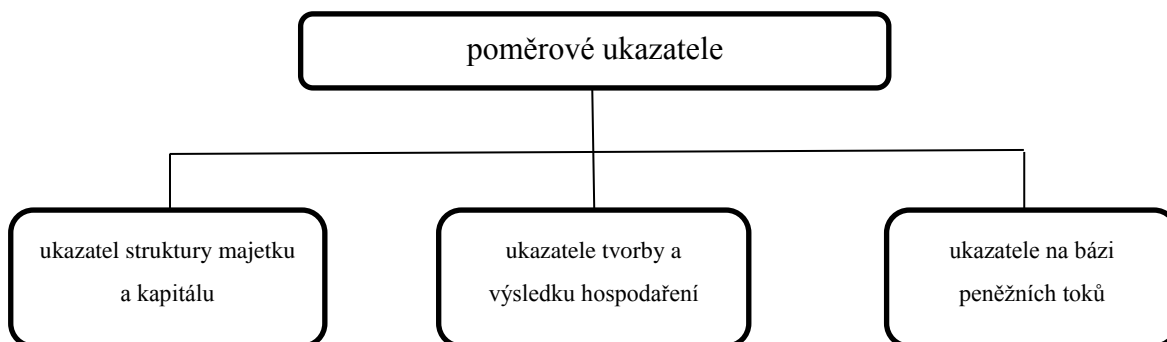 poměrové ukazatele
ukazatel struktury majetku
a kapitálu
ukazatele tvorby a
výsledku hospodaření
ukazatele na bázi
peněžních toků